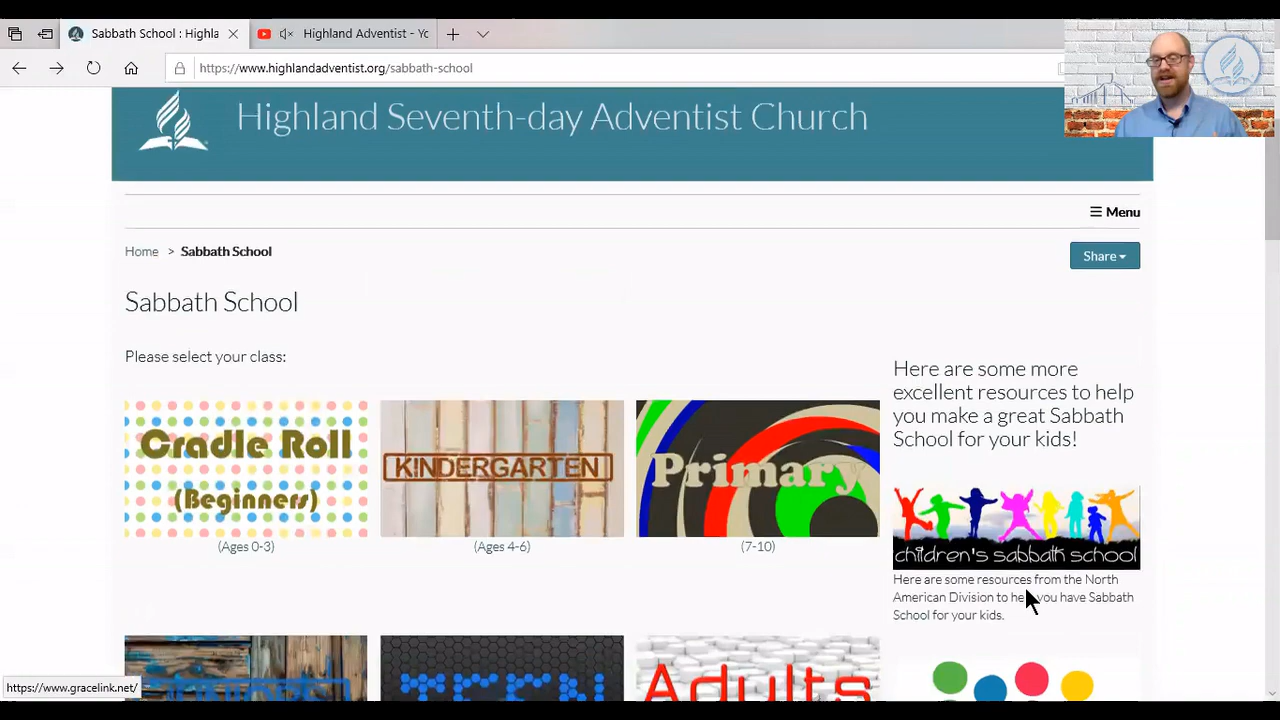 Sabbath School : Highla
Highland Adventist - Yo
https://www.highlandadventist.org/sabbath-school
Highland Seventh-day Adventist Church
Menu
Home > Sabbath School
Share
Sabbath School
Please select your class:
Here are some more
excellent resources to help
you make a great Sabbath
School for your kids!
Cradle Roll
(Beginners)
KINDERGARTEN
Primary
(Ages 0-3)
(Ages 4-6)
(7-10)
children's sabbath school
Here are some resources from the North
American Division to help you have Sabbath
School for your kids.
TEEN
Adults
https://www.gracelink.net/